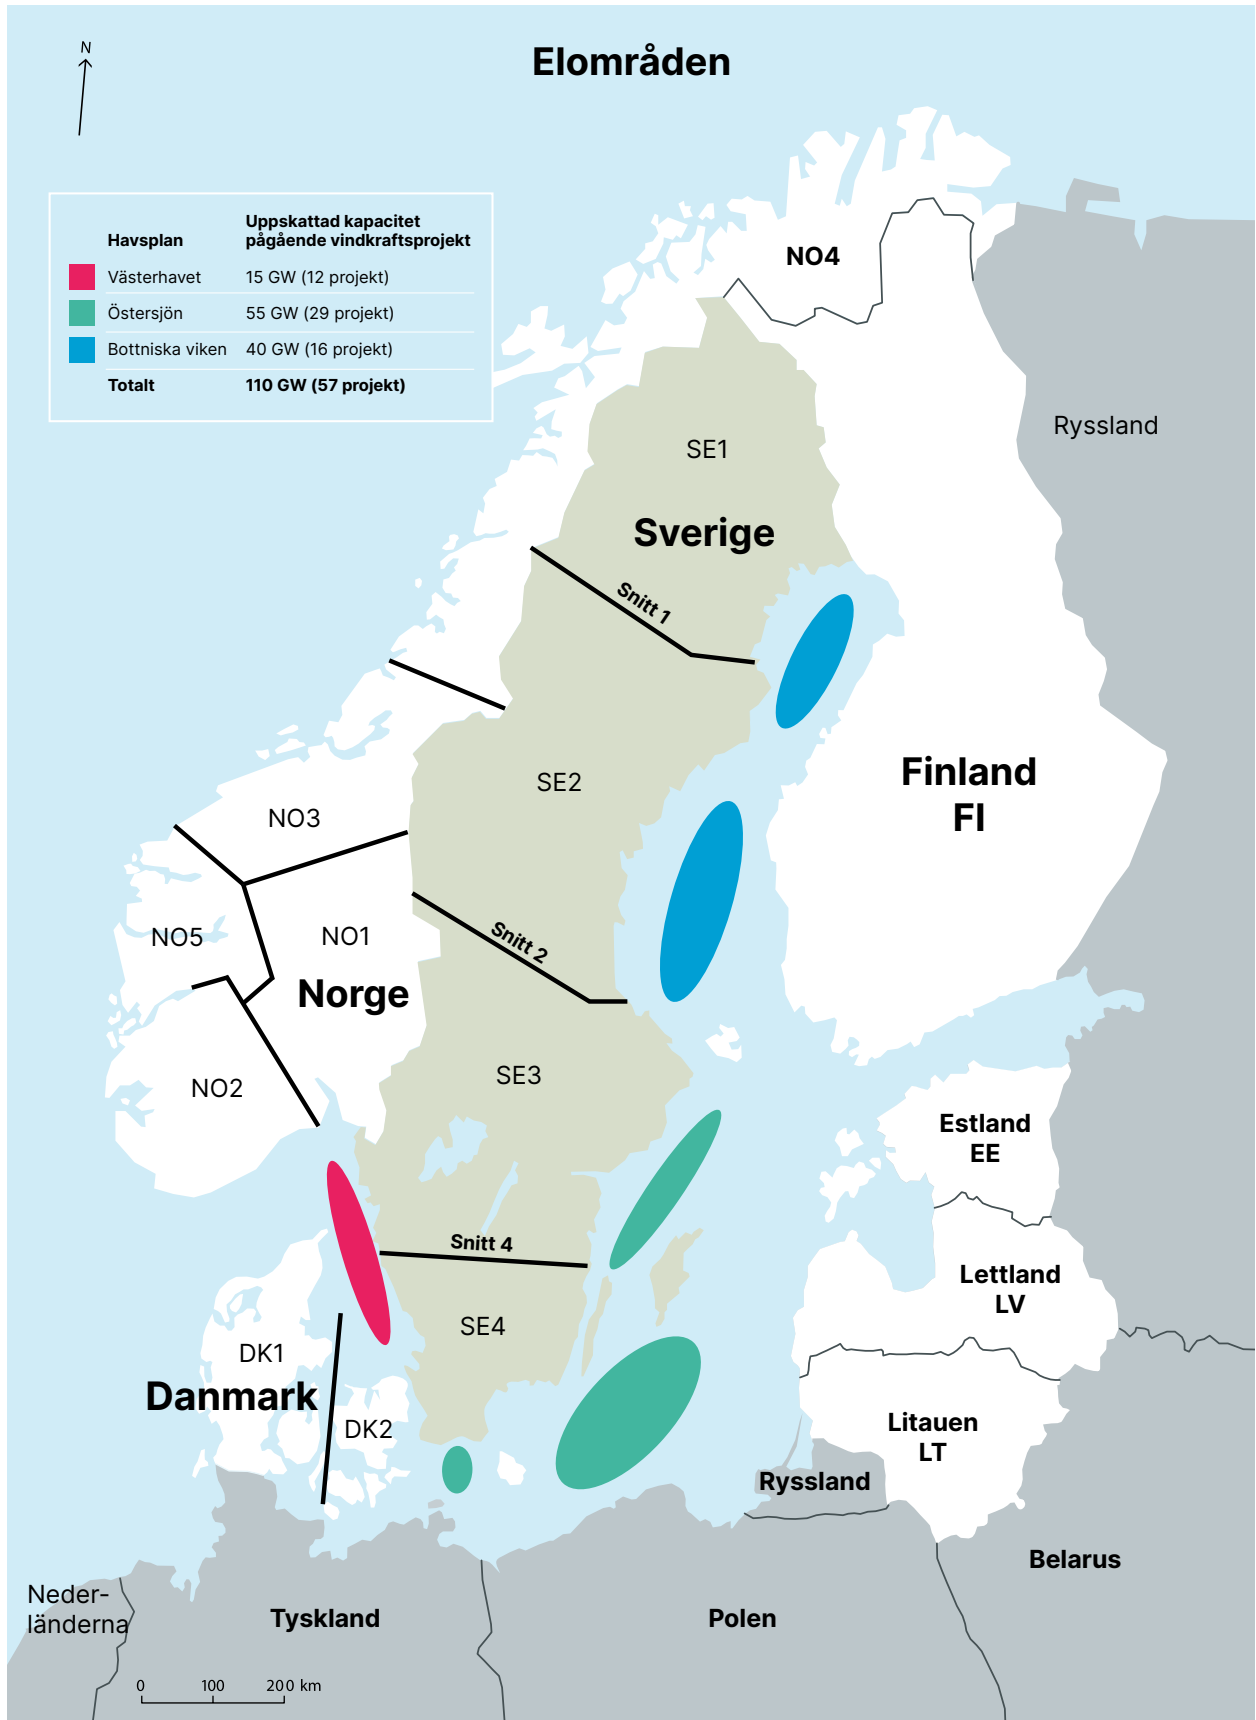 Elområden
N
Havsplan
Uppskattad kapacitet
pågående vindkraftsprojekt
Västerhavet 15 GW (12 projekt)
Östersjön 55 GW (29 projekt)
Bottniska viken 40 GW (16 projekt)
Totalt 110 GW (57 projekt)
NO4
Ryssland
SE1
Sverige
Snitt 1
SE2
Finland
FI
NO3
NO5
NO1
Snitt 2
Norge
NO2
SE3
Estland
EE
Snitt 4
Lettland
LV
SE4
DK1
Danmark
DK2
Litauen
LT
Ryssland
Belarus
Neder-
länderna
Tyskland
Polen
0 100 200 km